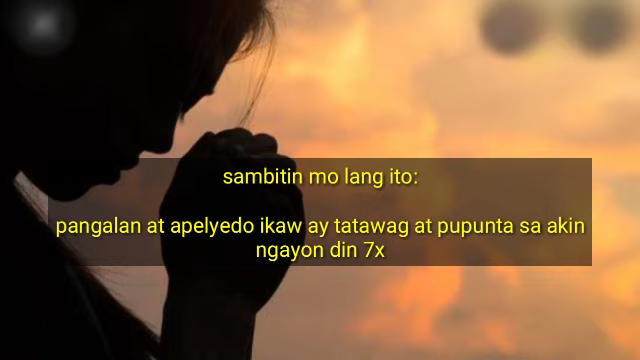 sambitin mo lang ito:
pangalan at apelyedo ikaw ay tatawag at pupunta sa akin
ngayon din 7x